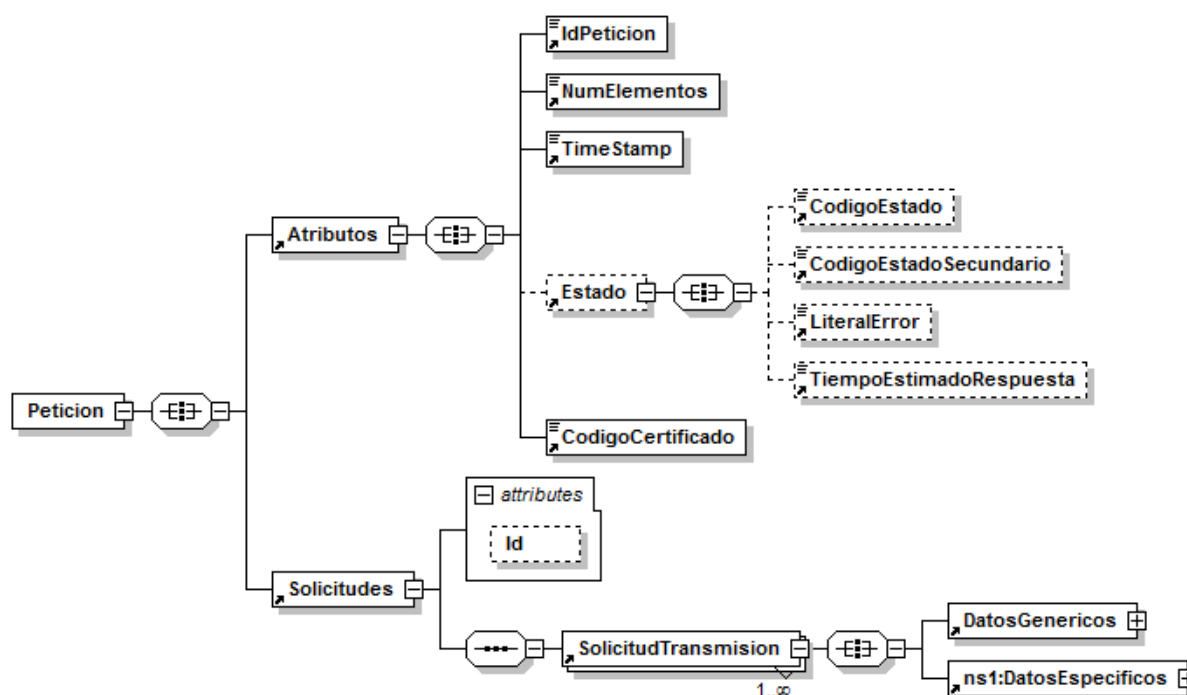 IdPeticion
NumElementos
TimeStamp
CodigoEstado
Atributos
CodigoEstadoSecundario
Estado
LiteralError
TiempoEstimadoRespuesta
Peticion
CodigoCertificado
attributes
Id
Solicitudes
DatosGenericos
SolicitudTransmision
ns1:DatosEspecificos
1..∞